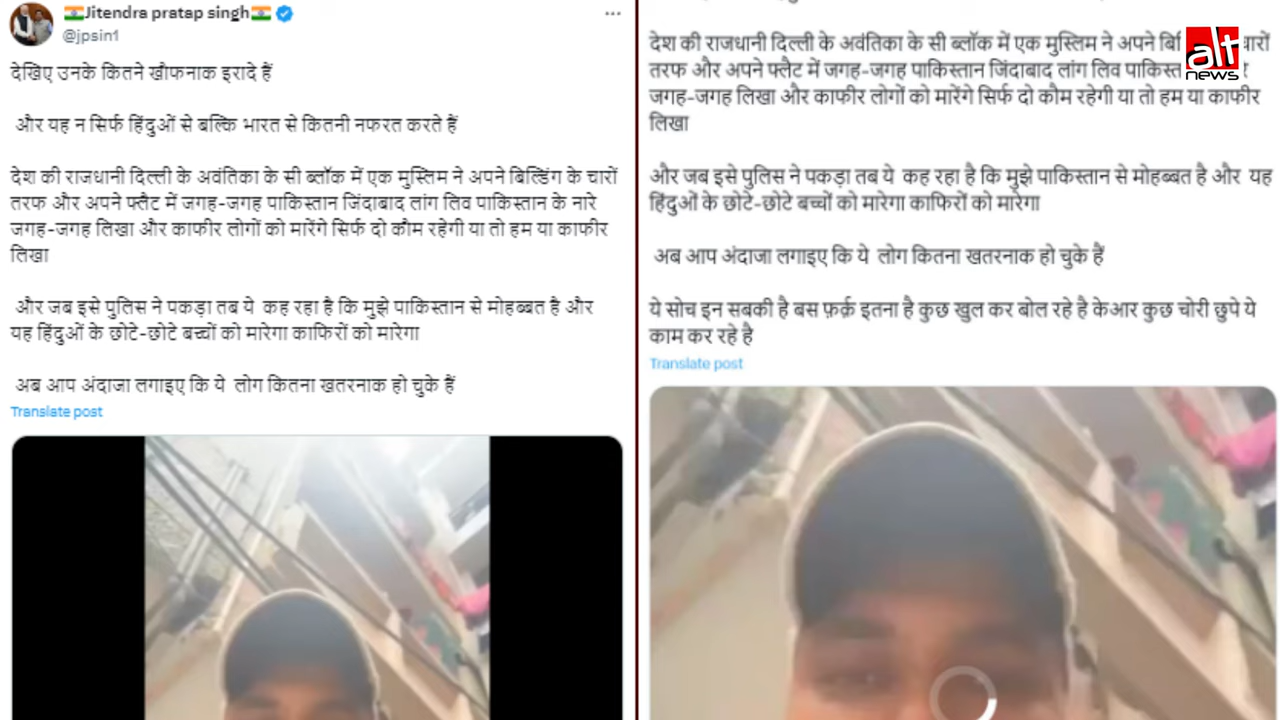 Jitendra pratap singh
@jpsin1
देखिए उनके कितने खौफनाक इरादे हैं
और यह न सिर्फ हिंदुओं से बल्कि भारत से कितनी नफरत करते हैं
देश की राजधानी दिल्ली के अवंतिका के सी ब्लॉक में एक मुस्लिम ने अपने बिल्डिंग के चारों
तरफ और अपने फ्लैट में जगह-जगह पाकिस्तान जिंदाबाद लांग लिव पाकिस्तान के नारे
जगह-जगह लिखा और काफीर लोगों को मारेंगे सिर्फ दो कौम रहेगी या तो हम या काफीर
लिखा
और जब इसे पुलिस ने पकड़ा तब ये कह रहा है कि मुझे पाकिस्तान से मोहब्बत है और
यह हिंदुओं के छोटे-छोटे बच्चों को मारेगा काफिरों को मारेगा
अब आप अंदाजा लगाइए कि ये लोग कितना खतरनाक हो चुके हैं
Translate post
देश की राजधानी दिल्ली के अवंतिका के सी ब्लॉक में एक मुस्लिम ने अपने
तरफ और अपने फ्लैट में जगह-जगह पाकिस्तान जिंदाबाद लांग लिव
जगह-जगह लिखा और काफीर लोगों को मारेंगे सिर्फ दो कौम रहेगी या तो हम या काफीर
लिखा
और जब इसे पुलिस ने पकड़ा तब ये कह रहा है कि मुझे पाकिस्तान से मोहब्बत है और यह
हिंदुओं के छोटे-छोटे बच्चों को मारेगा काफिरों को मारेगा
अब आप अंदाजा लगाइए कि ये लोग कितना खतरनाक हो चुके हैं
ये सोच इन सबकी है बस फ़र्क़ इतना है कुछ खुल कर बोल रहे है केआर कुछ चोरी छुपे ये
काम कर रहे है
Translate post
alt
news